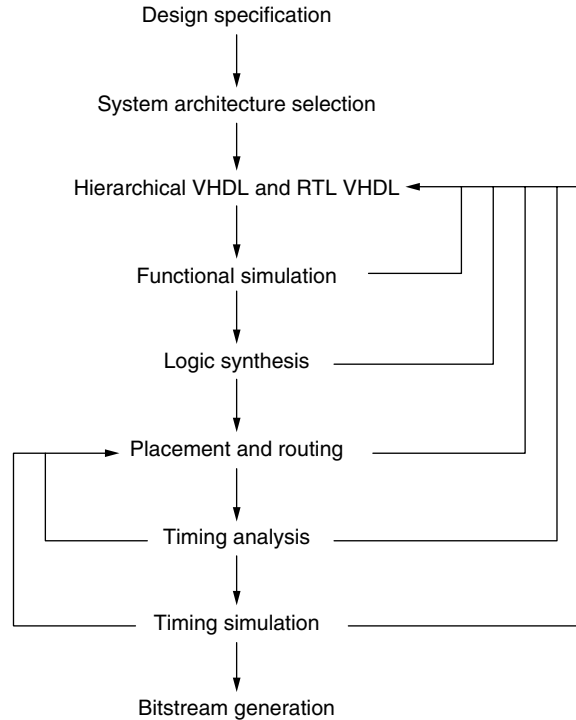 Design specification
System architecture selection
Hierarchical VHDL and RTL VHDL
Functional simulation
Logic synthesis
Placement and routing
Timing analysis
Timing simulation
Bitstream generation